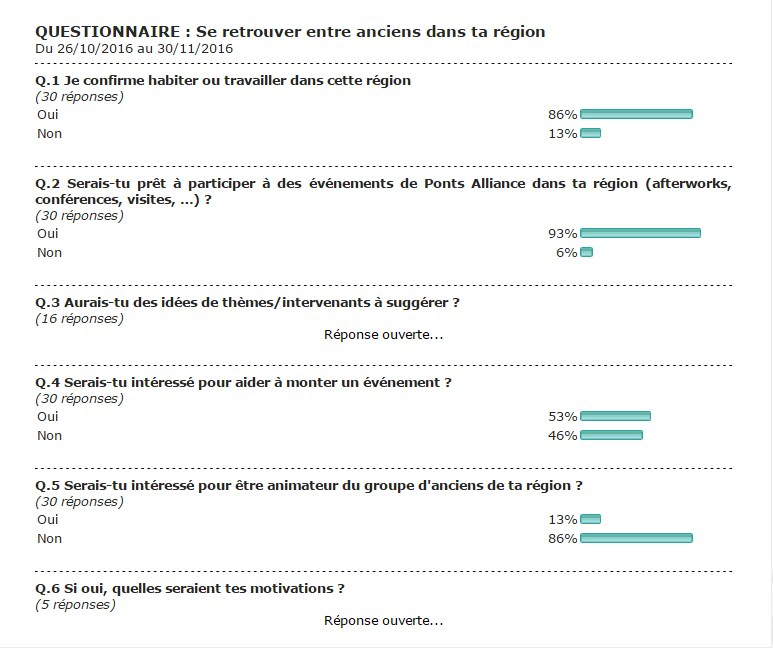 QUESTIONNAIRE : Se retrouver entre anciens dans ta région
Du 26/10/2016 au 30/11/2016
Q.1 Je confirme habiter ou travailler dans cette région
(30 réponses)
Oui 86%
Non 13%
Q.2 Serais-tu prêt à participer à des événements de Ponts Alliance dans ta région (afterworks,
conférences, visites, ...) ?
(30 réponses)
Oui 93%
Non 6%
Q.3 Aurais-tu des idées de thèmes/intervenants à suggérer ?
(16 réponses)
Réponse ouverte...
Q.4 Serais-tu intéressé pour aider à monter un événement ?
(30 réponses)
Oui 53%
Non 46%
Q.5 Serais-tu intéressé pour être animateur du groupe d'anciens de ta région ?
(30 réponses)
Oui 13%
Non 86%
Q.6 Si oui, quelles seraient tes motivations ?
(5 réponses)
Réponse ouverte...